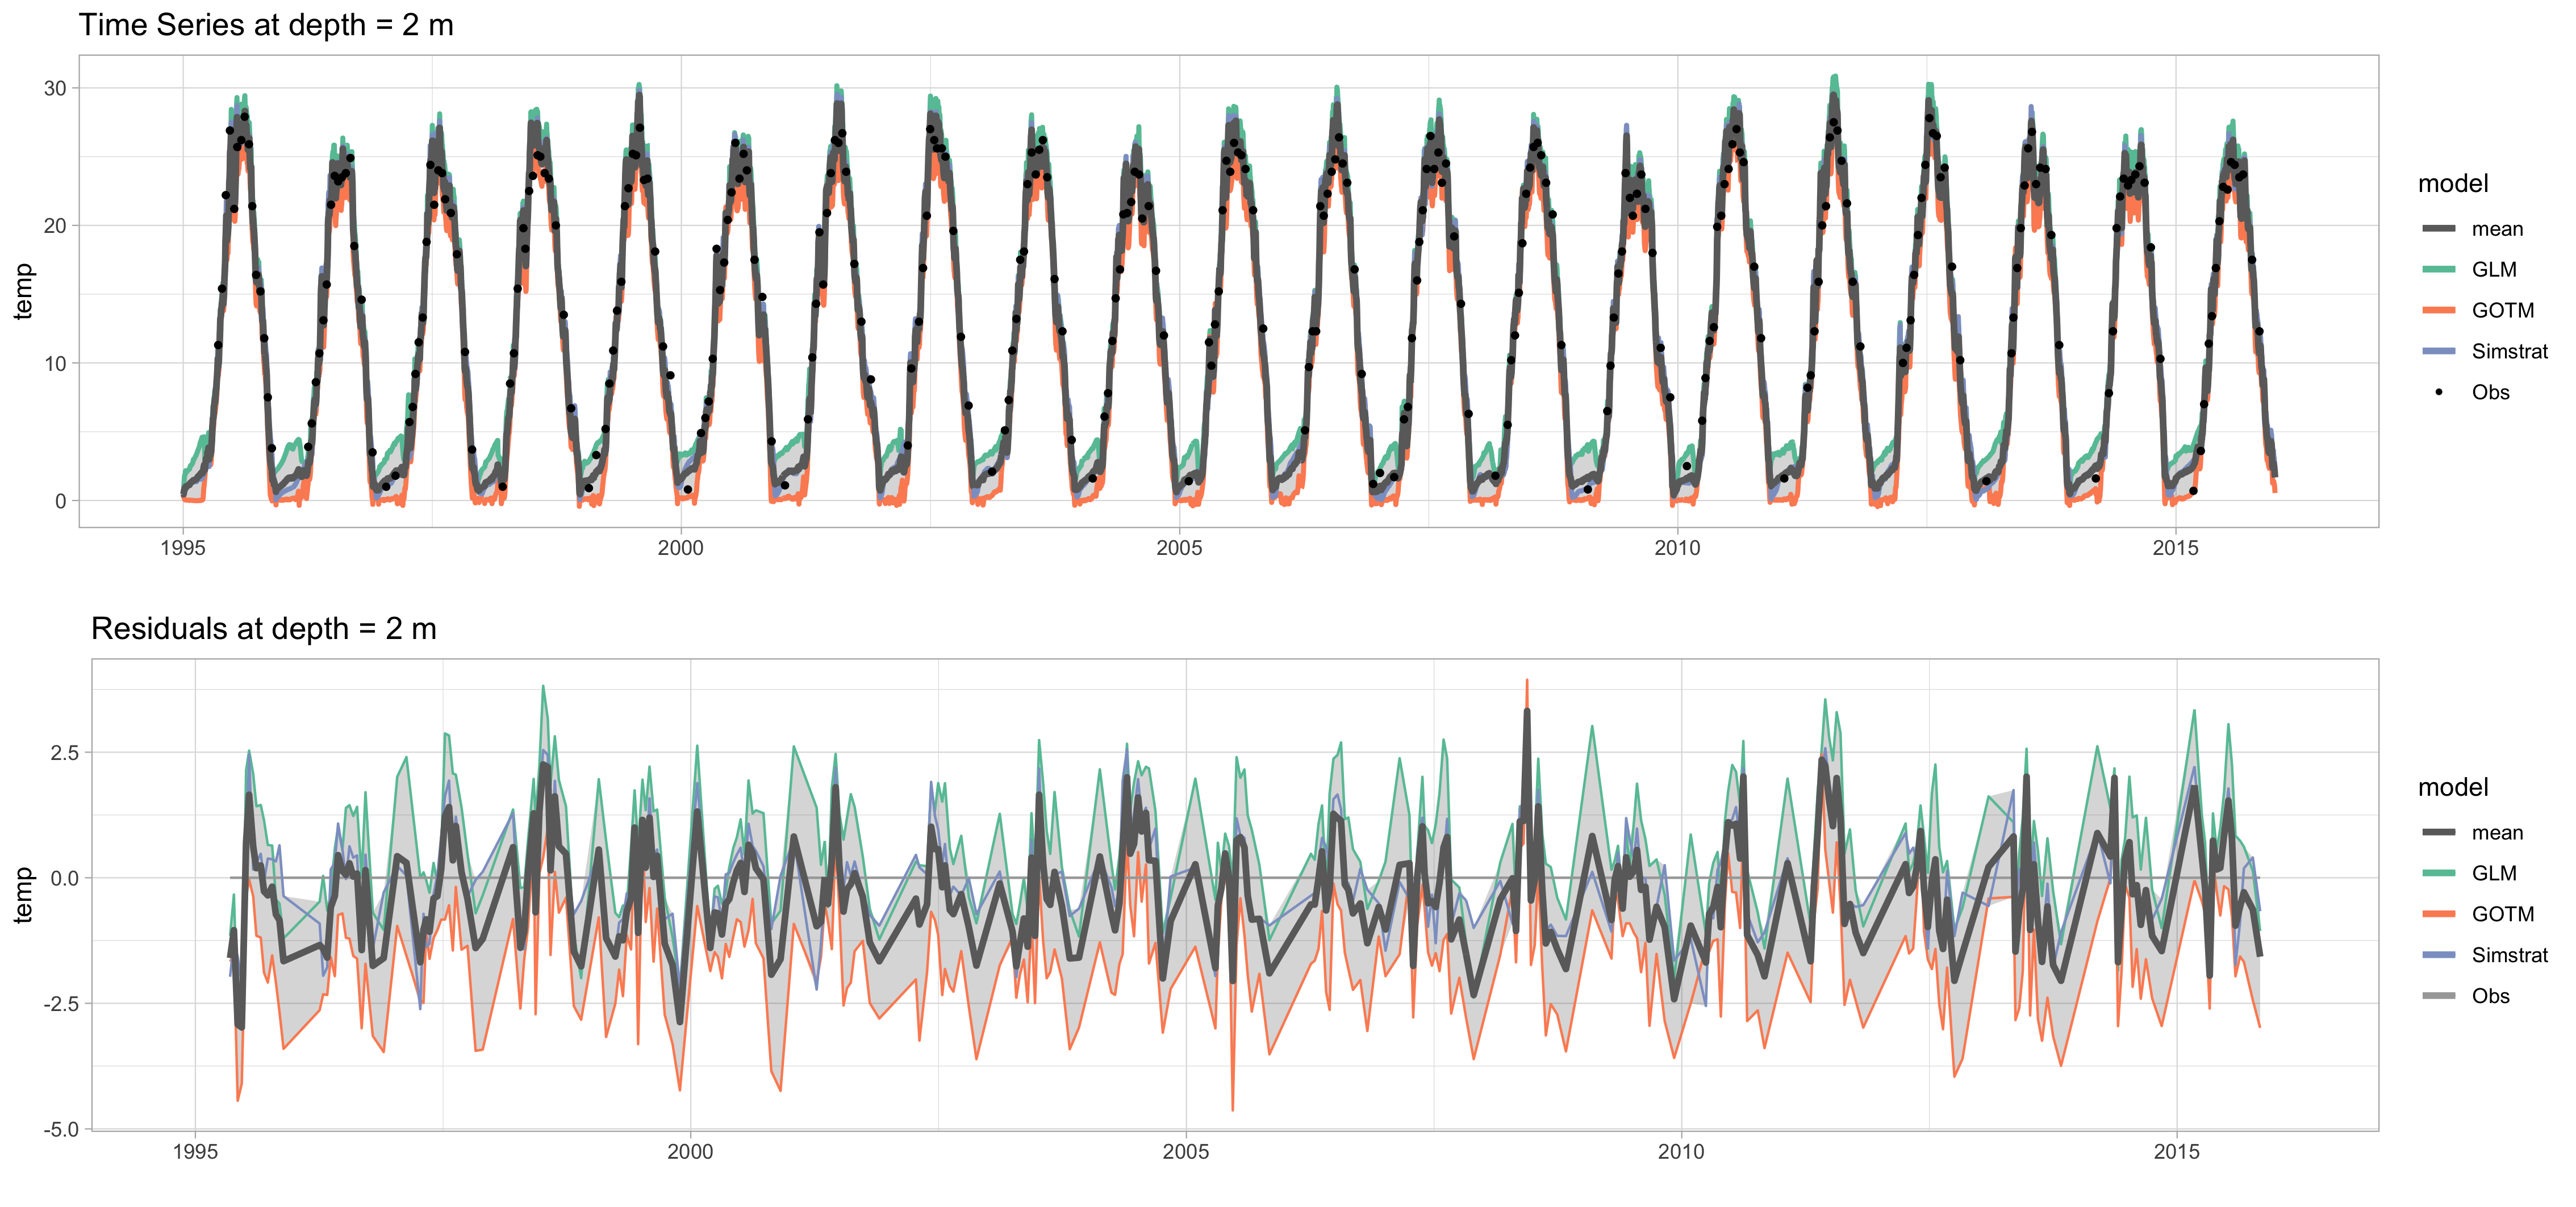 Time Series at depth = 2 m
30
20
10
0
temp
1995
2000
2005
2010
2015
model
mean
GLM
GOTM
Simstrat
Obs
Residuals at depth = 2 m
2.5
0.0
-2.5
-5.0
temp
1995
2000
2005
2010
2015
model
mean
GLM
GOTM
Simstrat
Obs